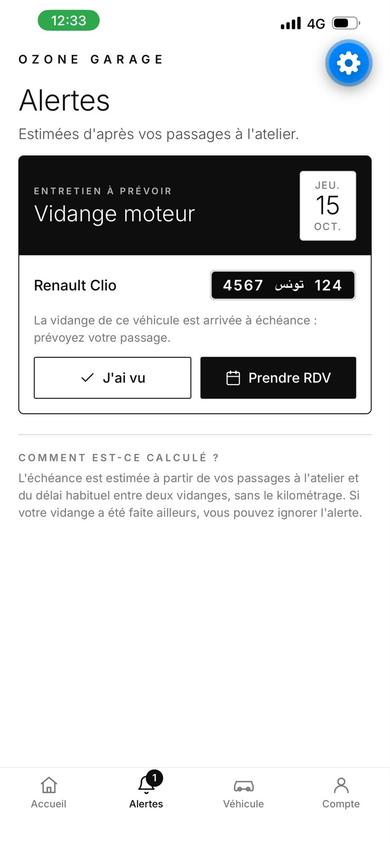 12:33
4G
OZONE GARAGE
Alertes
Estimées d'après vos passages à l'atelier.
ENTRETIEN À PRÉVOIR
Vidange moteur
JEU.
15
OCT.
Renault Clio
4567 تونس 124
La vidange de ce véhicule est arrivée à échéance :
prévoyez votre passage.
J'ai vu
Prendre RDV
COMMENT EST-CE CALCULÉ ?
L'échéance est estimée à partir de vos passages à l'atelier et
du délai habituel entre deux vidanges, sans le kilométrage. Si
votre vidange a été faite ailleurs, vous pouvez ignorer l'alerte.
1
Accueil
Alertes
Véhicule
Compte